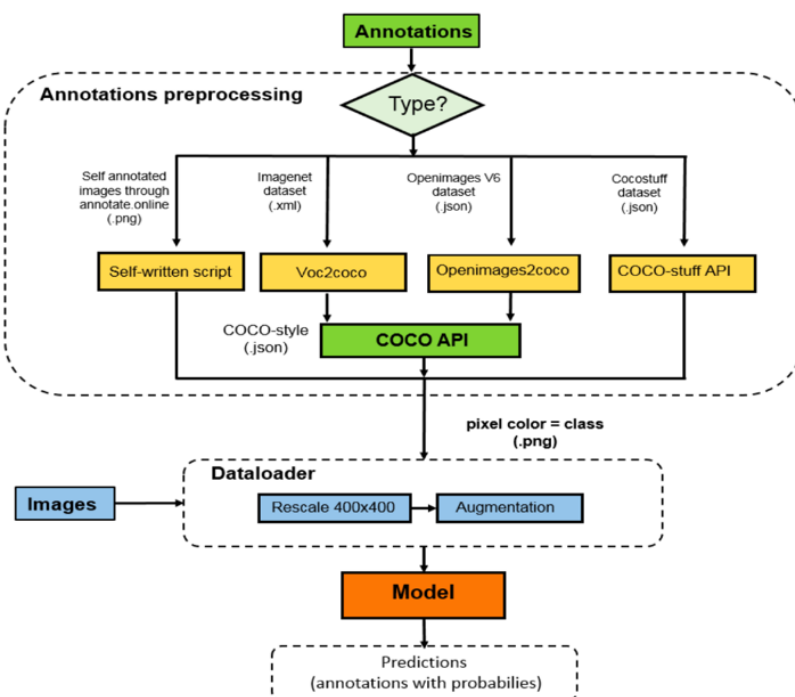 Annotations
Annotations preprocessing
Type?
Self annotated
images through
annotate.online
(.png)
Imagenet
dataset
(.xml)
Openimages V6
dataset
(.json)
Cocostuff
dataset
(.json)
Self-written script
Voc2coco
Openimages2coco
COCO-stuff API
COCO-style
(.json)
COCO API
pixel color = class
(.png)
Dataloader
Images
Rescale 400x400
Augmentation
Model
Predictions
(annotations with probabilies)